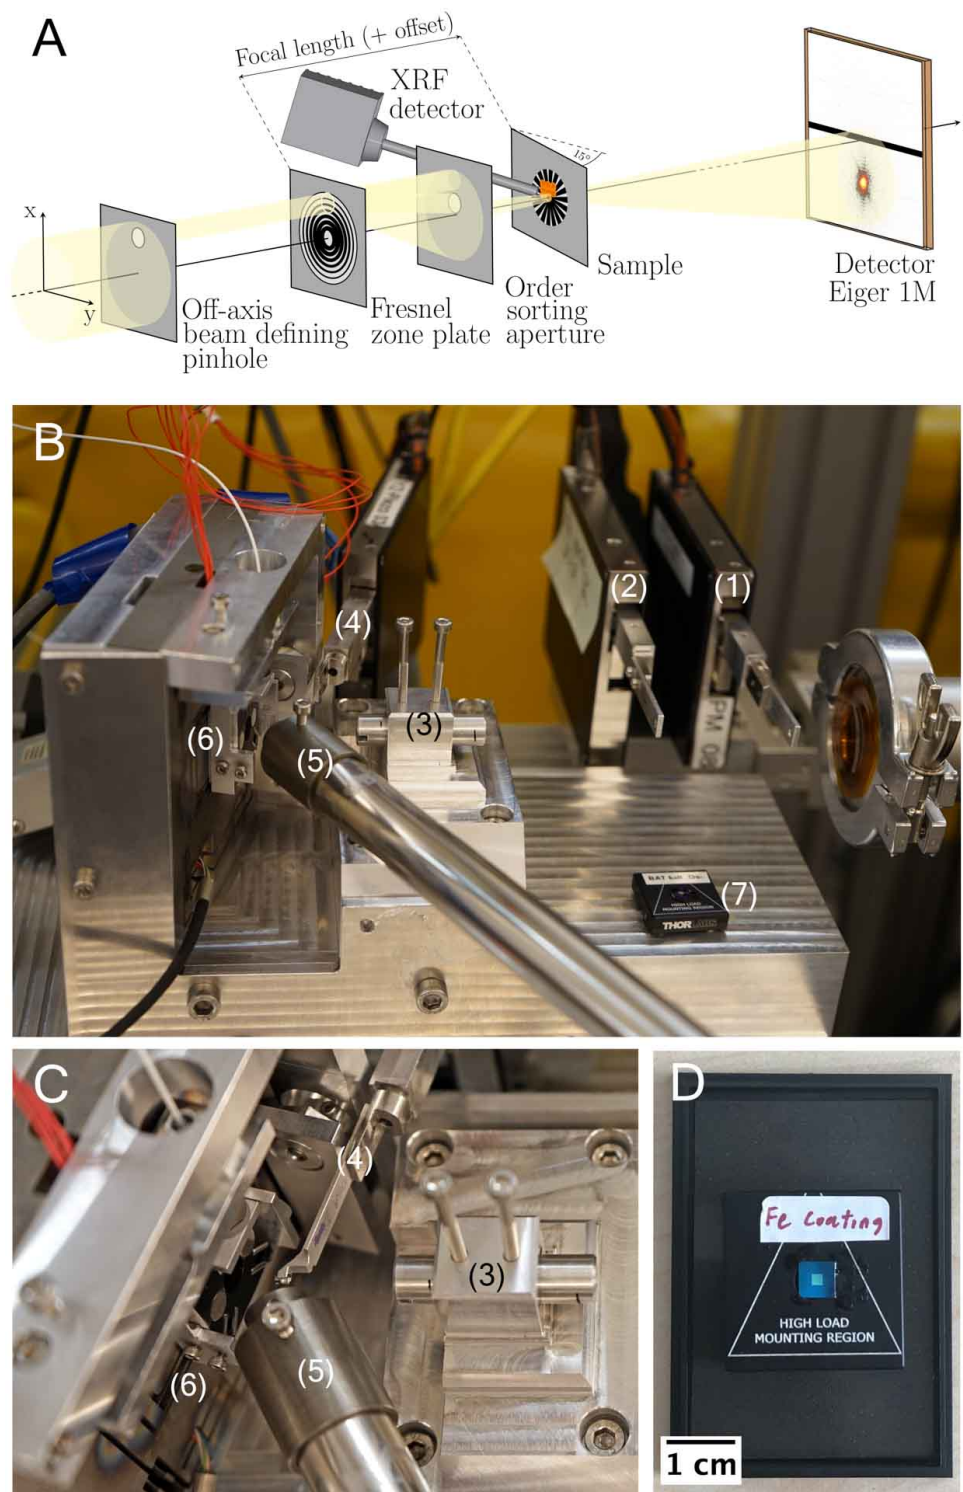 A
Focal length (+ offset)
XRF
detector
15°
x
y
Off-axis
beam defining
pinhole
Fresnel
zone plate
Order
sorting
aperture
Sample
Detector
Eiger 1M
B
(1)
(2)
(4)
(3)
(6)
(5)
PM 02
(7)
HIGH LOAD
MOUNTING REGION
THORLABS
C
(4)
(3)
(5)
(6)
D
Fe Coating
HIGH LOAD
MOUNTING REGION
1 cm